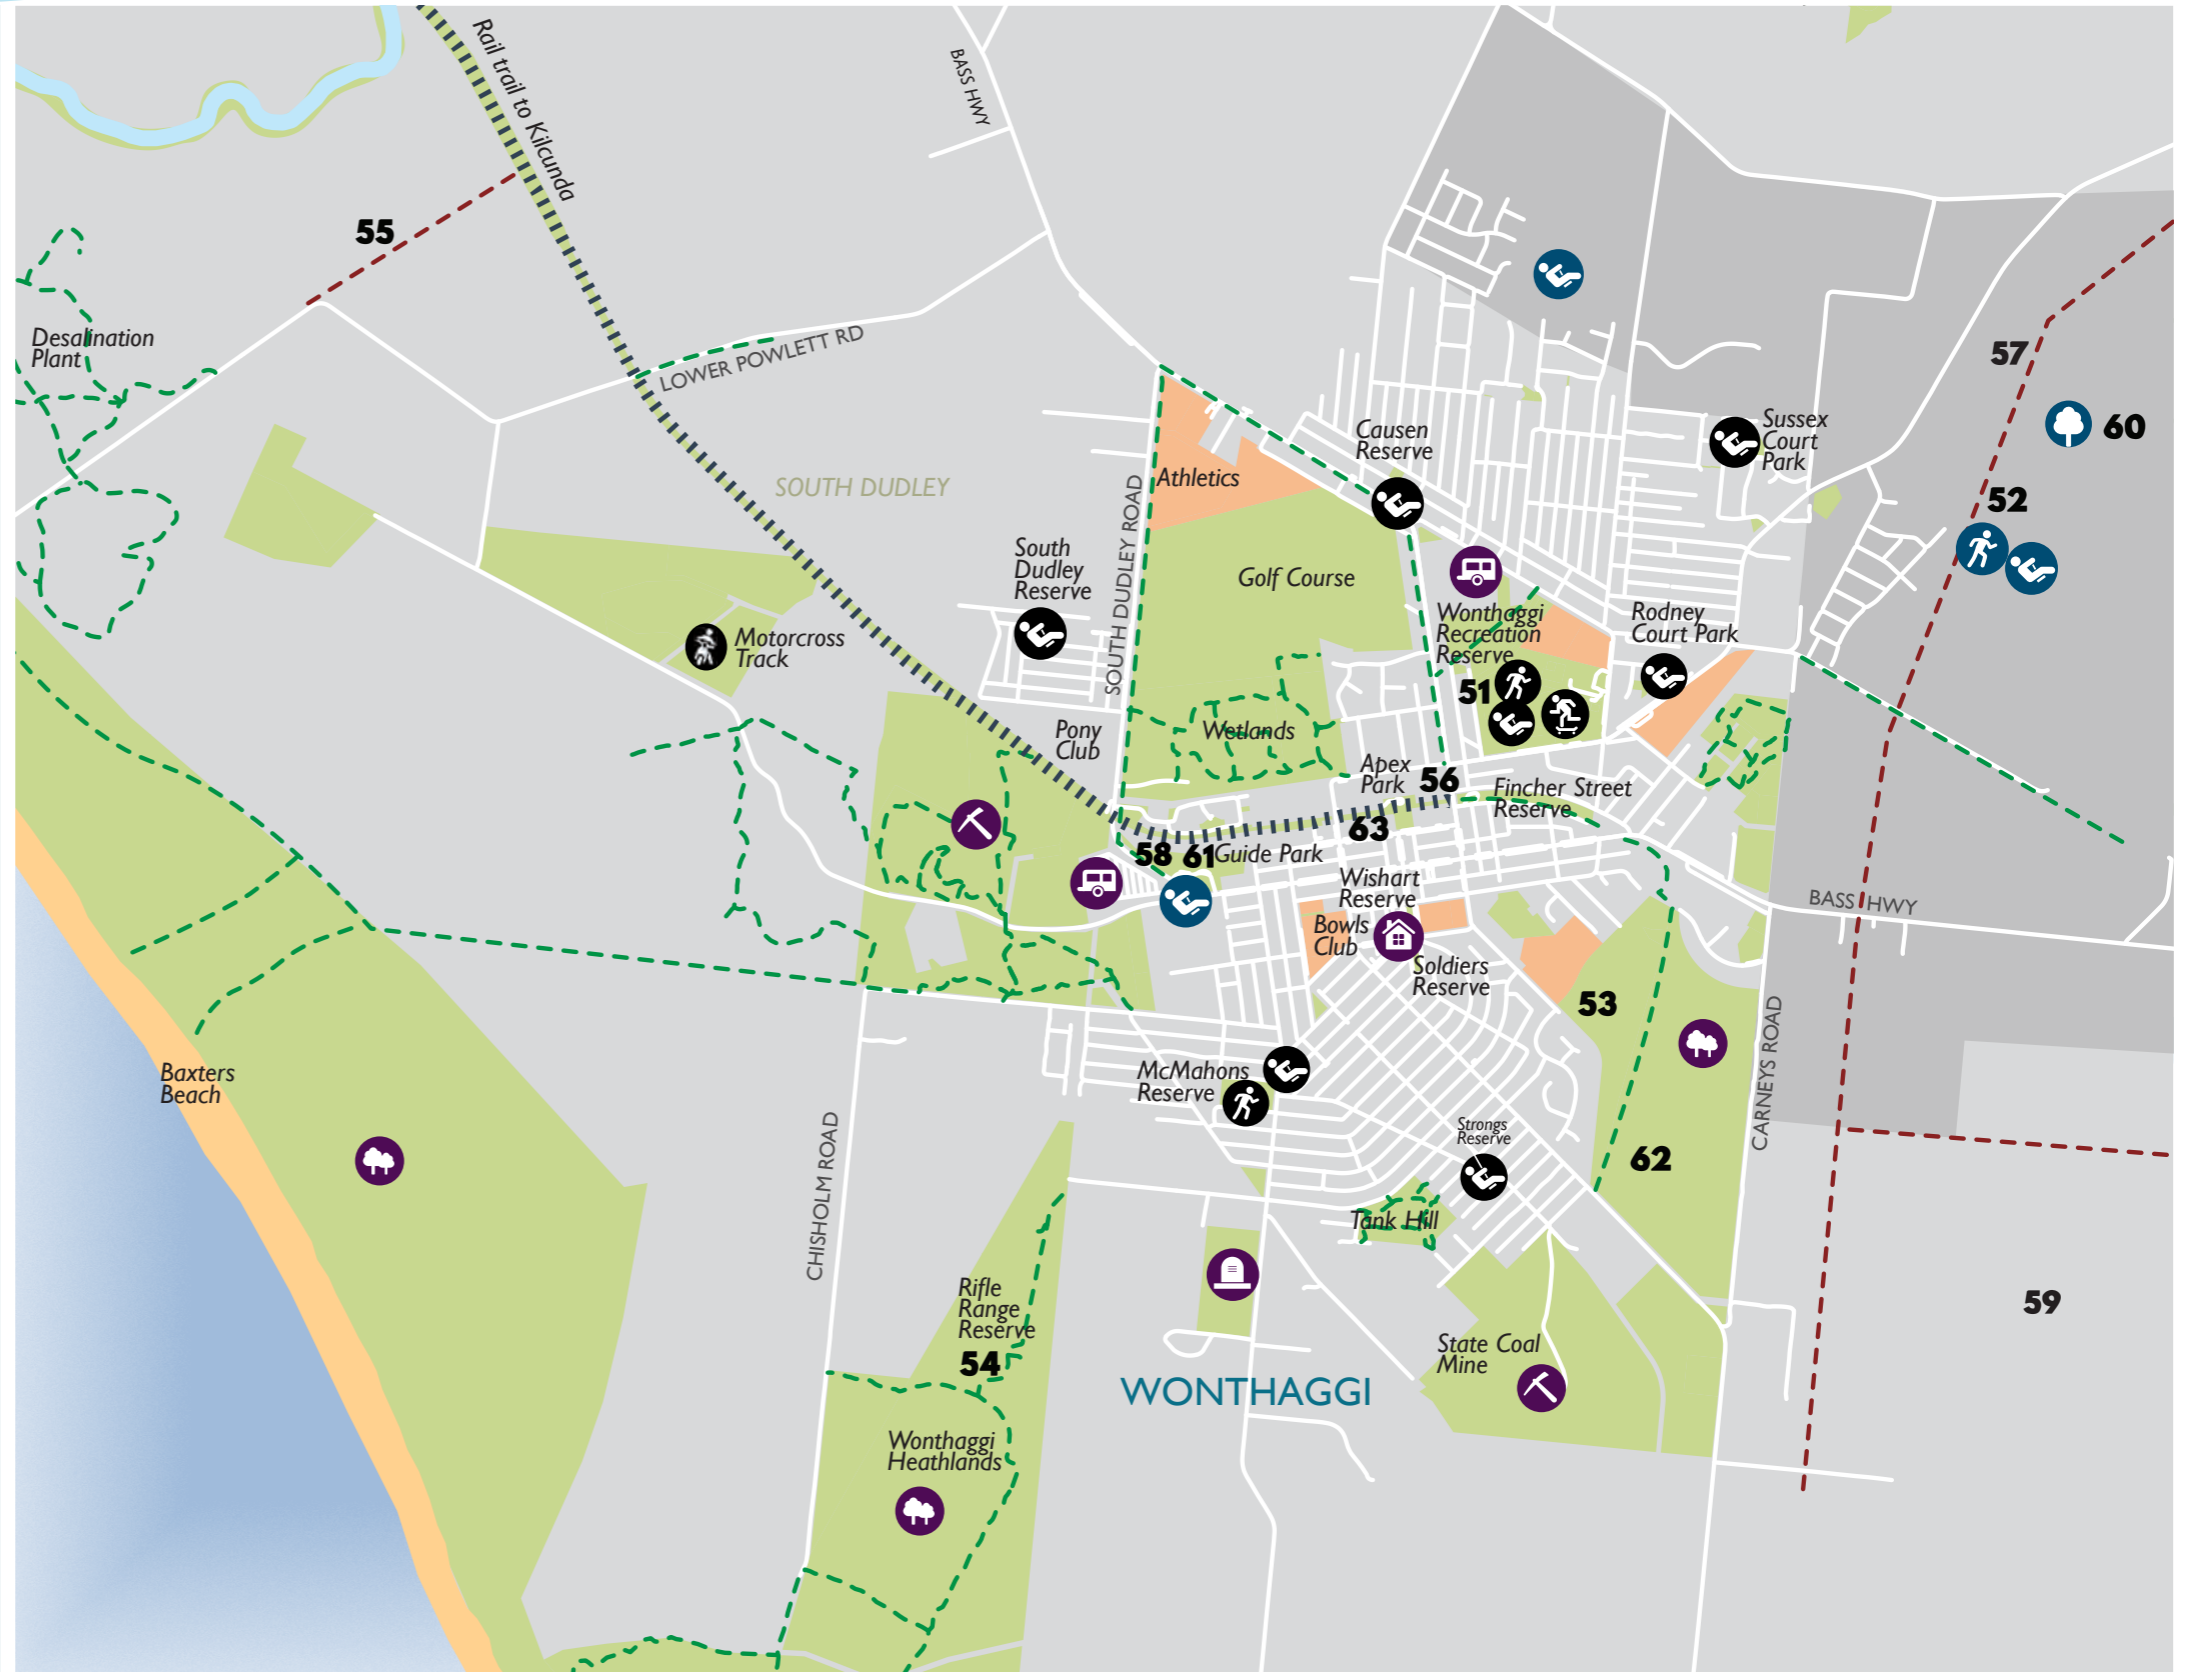 Rail trail to Kilcunda
BASS HWY
55
Desalination
Plant
LOWER POWLETT RD
57
60
Sussex
Court
Park
Causen
Reserve
52
SOUTH DUDLEY
Athletics
SOUTH DUDLEY ROAD
South
Dudley
Reserve
Golf Course
Wonthaggi
Recreation
Reserve
Rodney
Court Park
Motorcross
Track
51
Pony
Club
Wetlands
Apex
Park
56
Fincher Street
Reserve
63
58
61
Guide Park
Wishart
Reserve
BASS HWY
Bowls
Club
Soldiers
Reserve
53
Baxters
Beach
McMahons
Reserve
CARNEYS ROAD
Strongs
Reserve
62
CHISHOLM ROAD
Tank Hill
Rifle
Range
Reserve
54
59
State Coal
Mine
WONTHAGGI
Wonthaggi
Heathlands